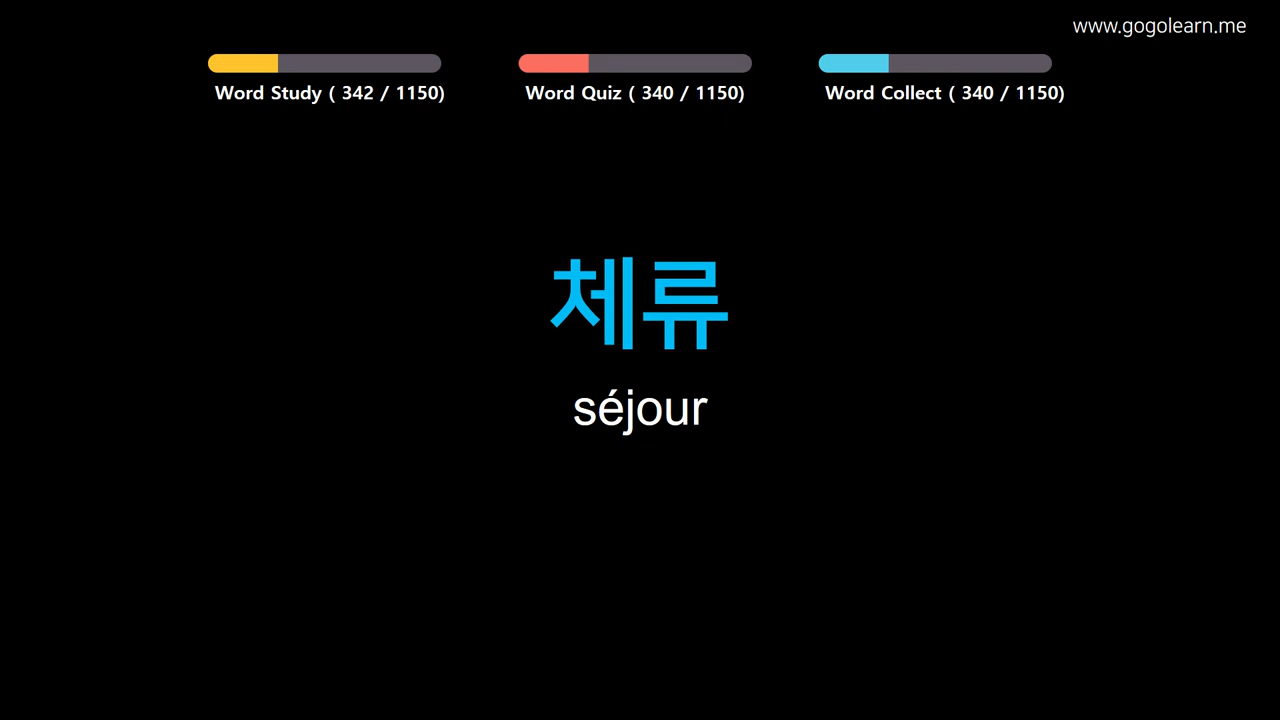 www.gogolearn.me
Word Study ( 342 / 1150)
Word Quiz ( 340 / 1150)
Word Collect ( 340 / 1150)
체류
séjour